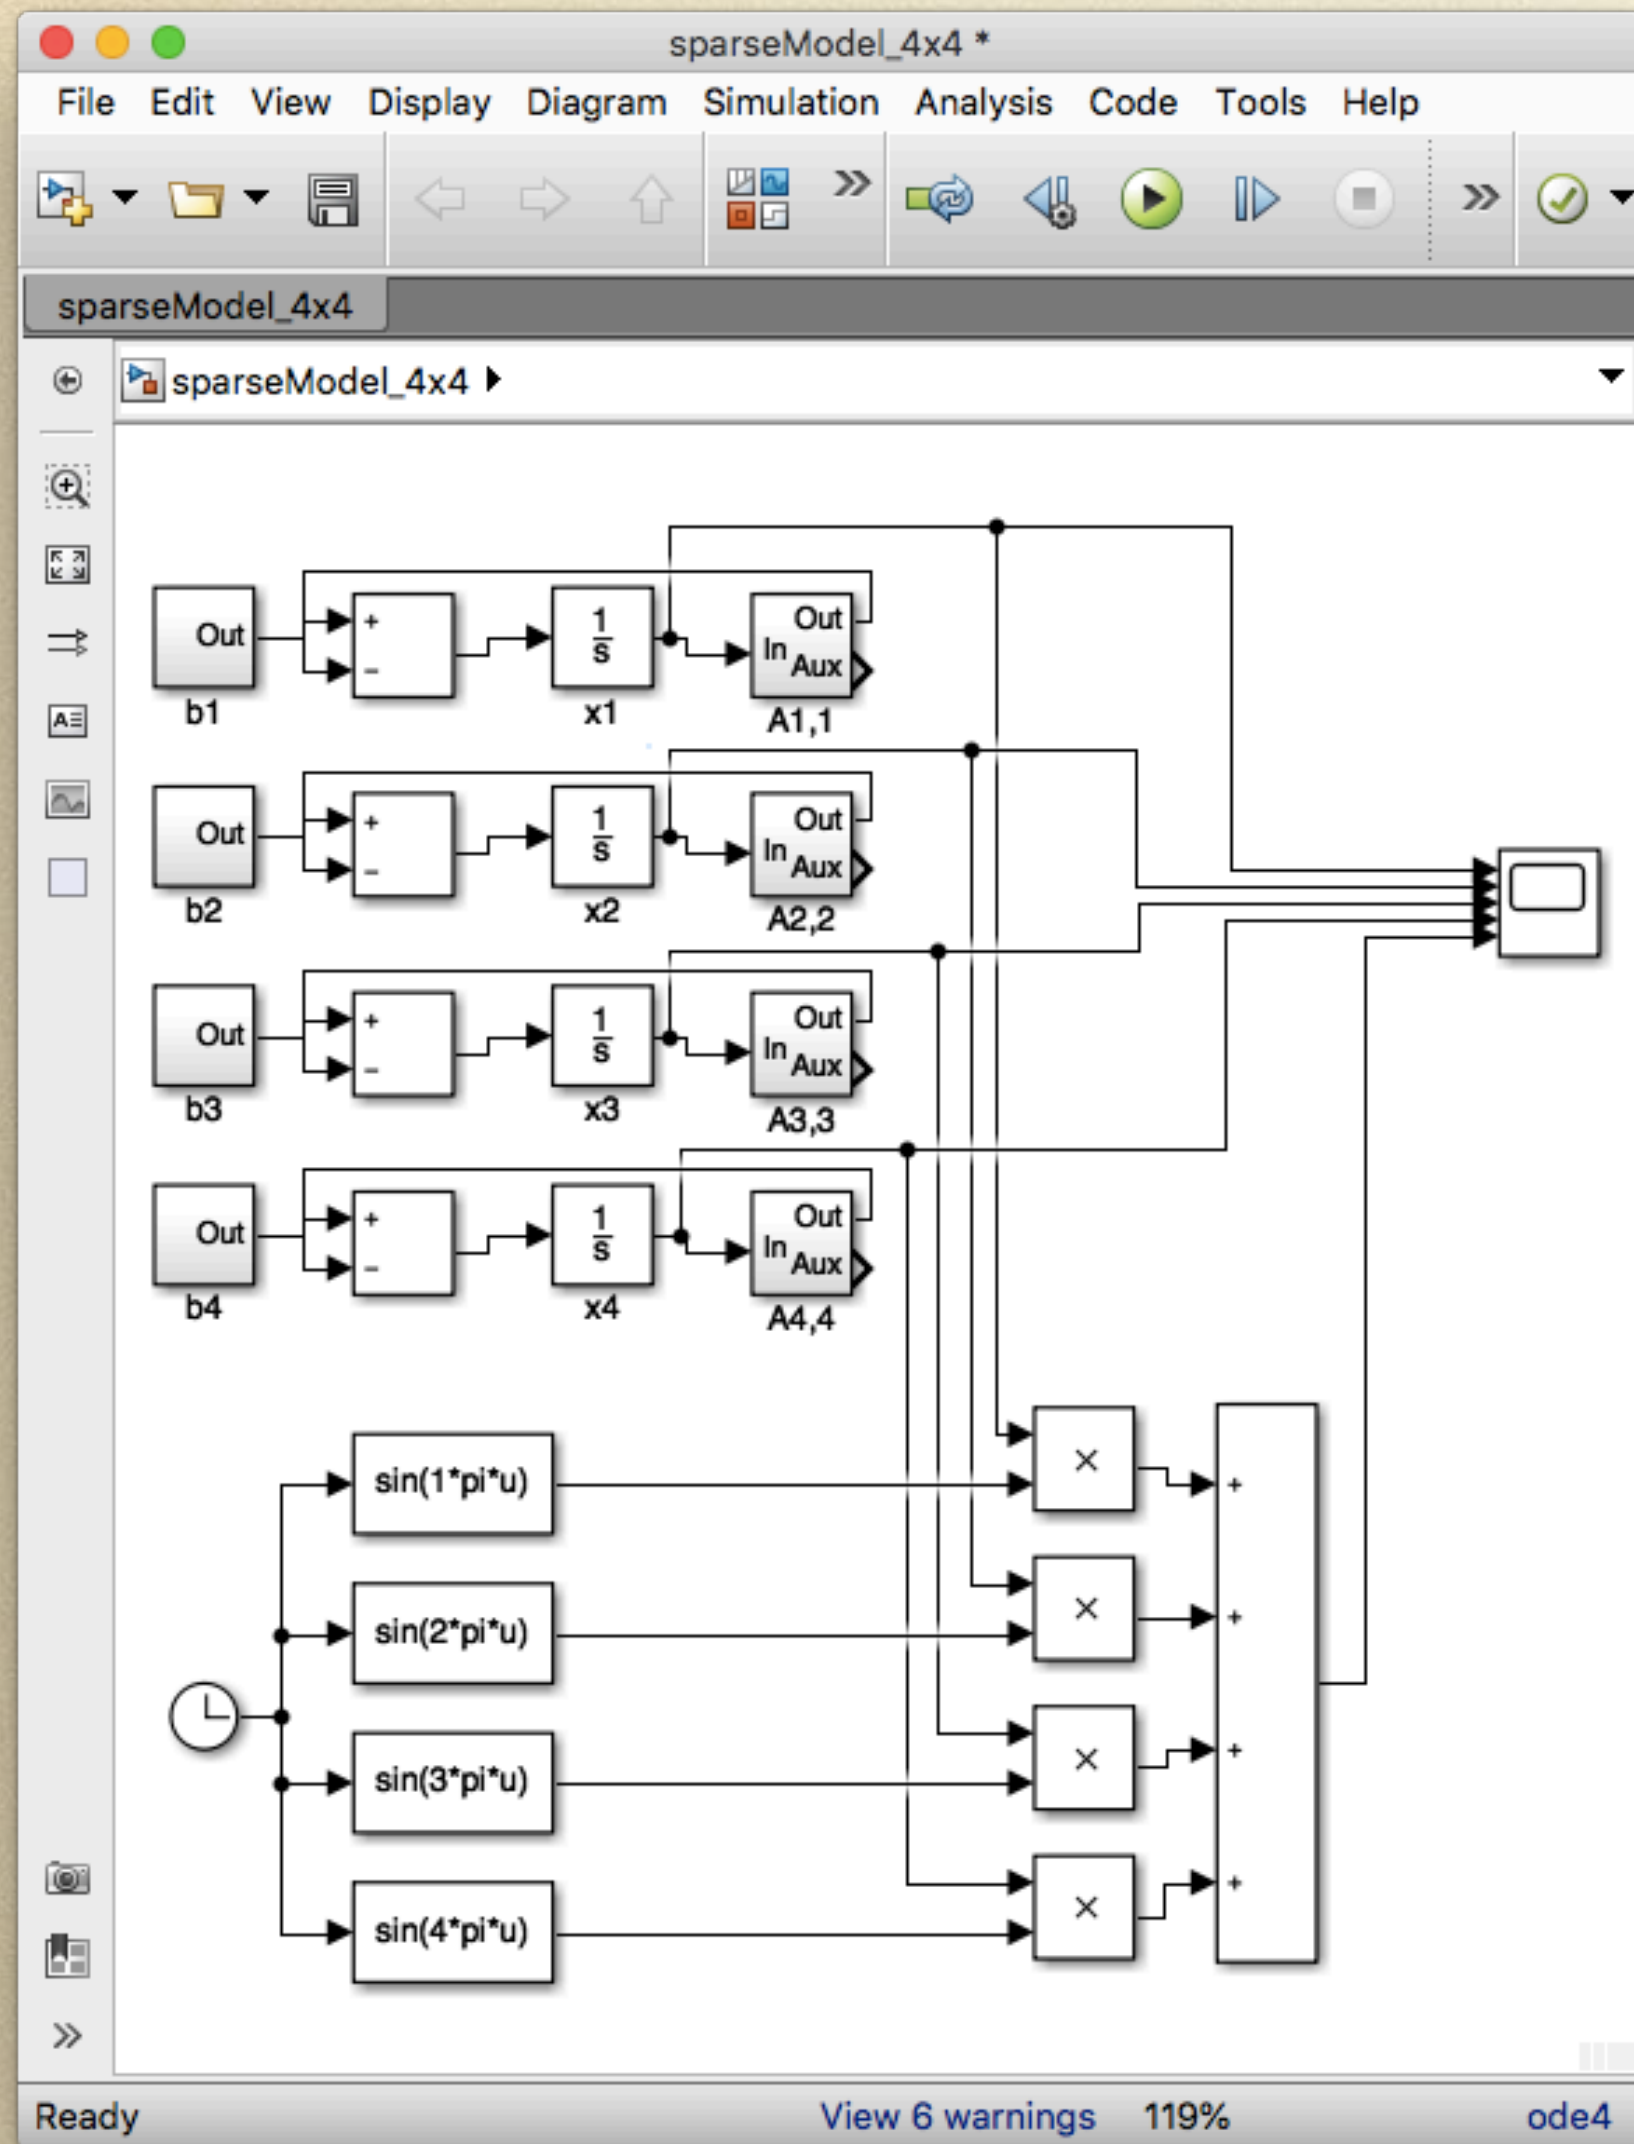 sparseModel_4x4 *
File Edit View Display Diagram Simulation Analysis Code Tools Help
sparseModel_4x4
sparseModel_4x4
Out + − 1/s Out In Aux
b1 x1 A1,1
Out + − 1/s Out In Aux
b2 x2 A2,2
Out + − 1/s Out In Aux
b3 x3 A3,3
Out + − 1/s Out In Aux
b4 x4 A4,4
sin(1*pi*u) × +
sin(2*pi*u) × +
sin(3*pi*u) × +
sin(4*pi*u) × +
Ready View 6 warnings 119% ode4